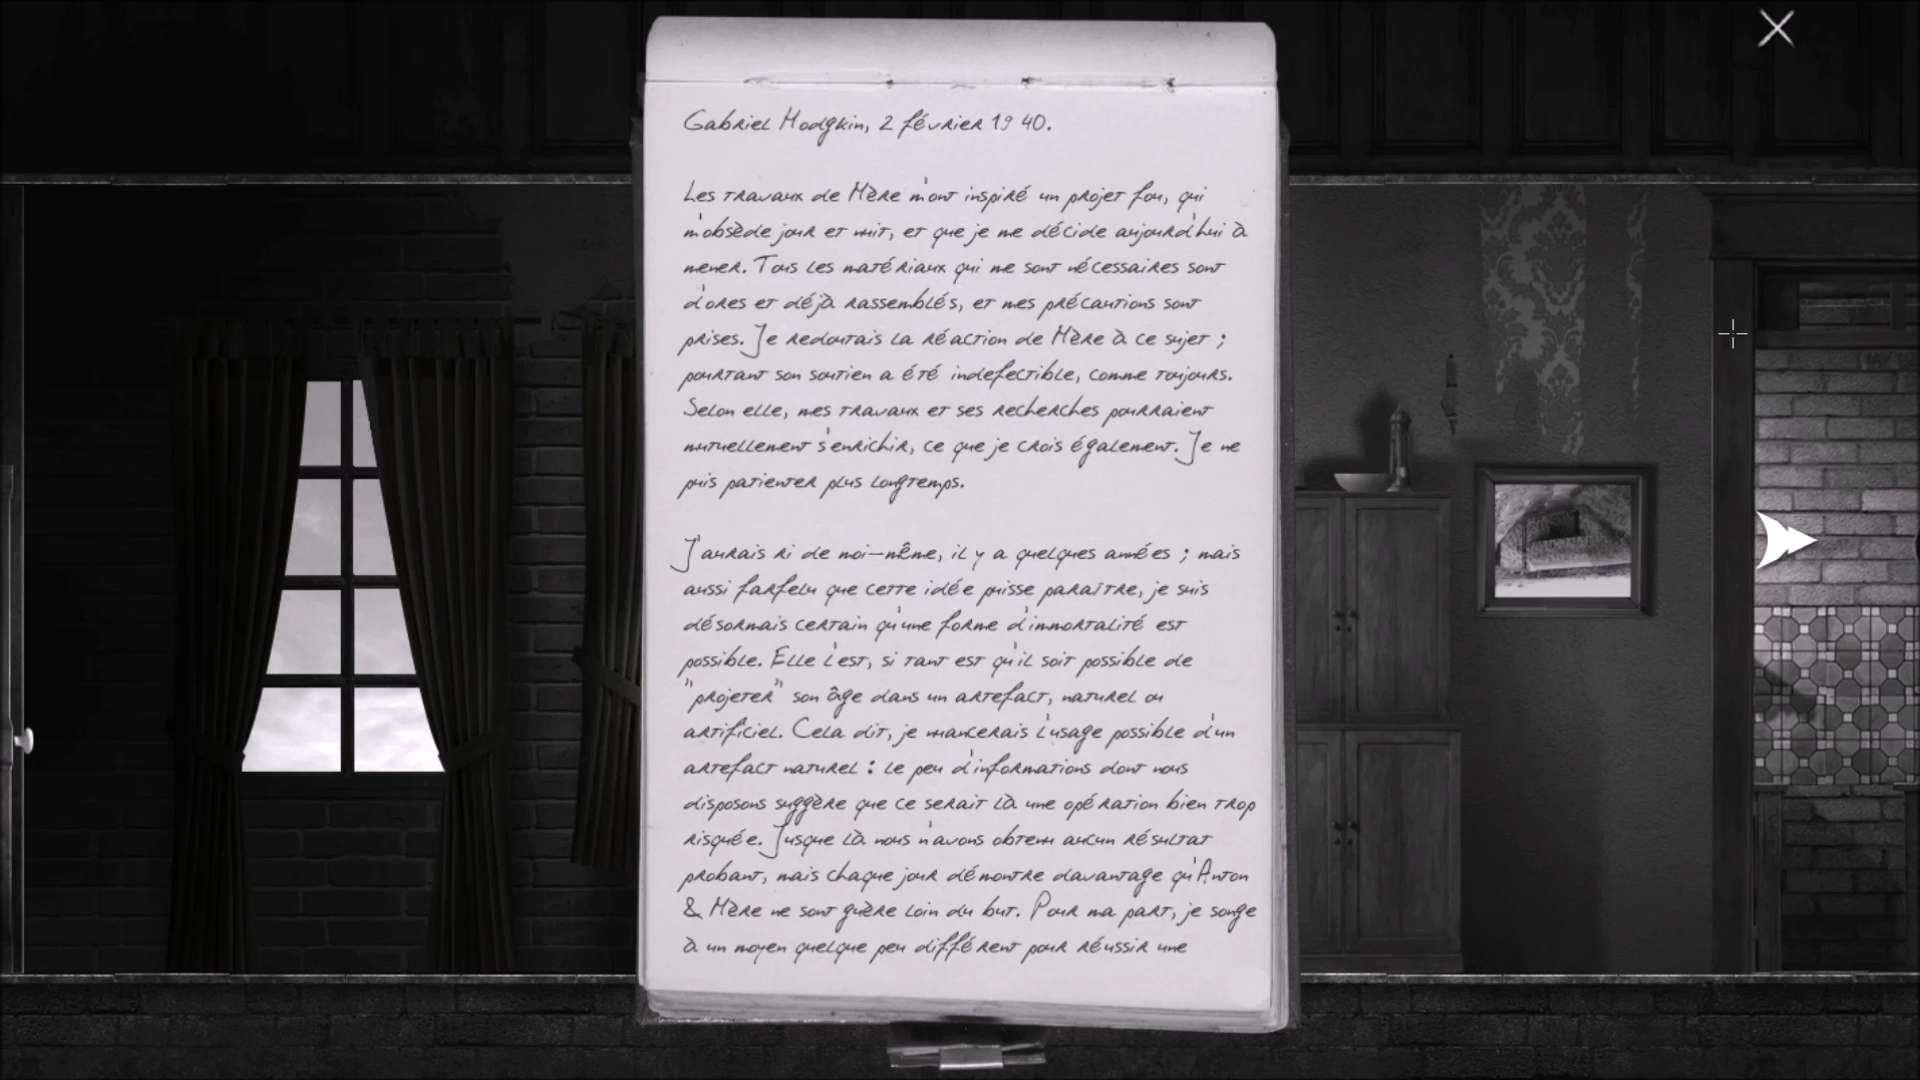 Gabriel Hodgkin, 2 février 1940.
Les travaux de Mère m'ont inspiré un projet fou, qui
m'obsède jour et nuit, et que je me décide aujourd'hui à
mener. Tous les matériaux qui me sont nécessaires sont
d'ores et déjà rassemblés, et mes précautions sont
prises. Je redoutais la réaction de Mère à ce sujet ;
pourtant son soutien a été indefectible, comme toujours.
Selon elle, mes travaux et ses recherches pourraient
mutuellement s'enrichir, ce que je crois également. Je ne
puis patienter plus longtemps.
J'aurais ri de moi-même, il y a quelques années ; mais
aussi farfelu que cette idée puisse paraître, je suis
désormais certain qu'une forme d'immortalité est
possible. Elle l'est, si tant est qu'il soit possible de
"projeter" son âge dans un artefact, naturel ou
artificiel. Cela dit, je nuancerais l'usage possible d'un
artefact naturel : le peu d'informations dont nous
disposons suggère que ce serait là une opération bien trop
risquée. Jusque là nous n'avons obtenu aucun résultat
probant, mais chaque jour démontre davantage qu'Anton
& Mère ne sont guère loin du but. Pour ma part, je songe
à un moyen quelque peu différent pour réussir une